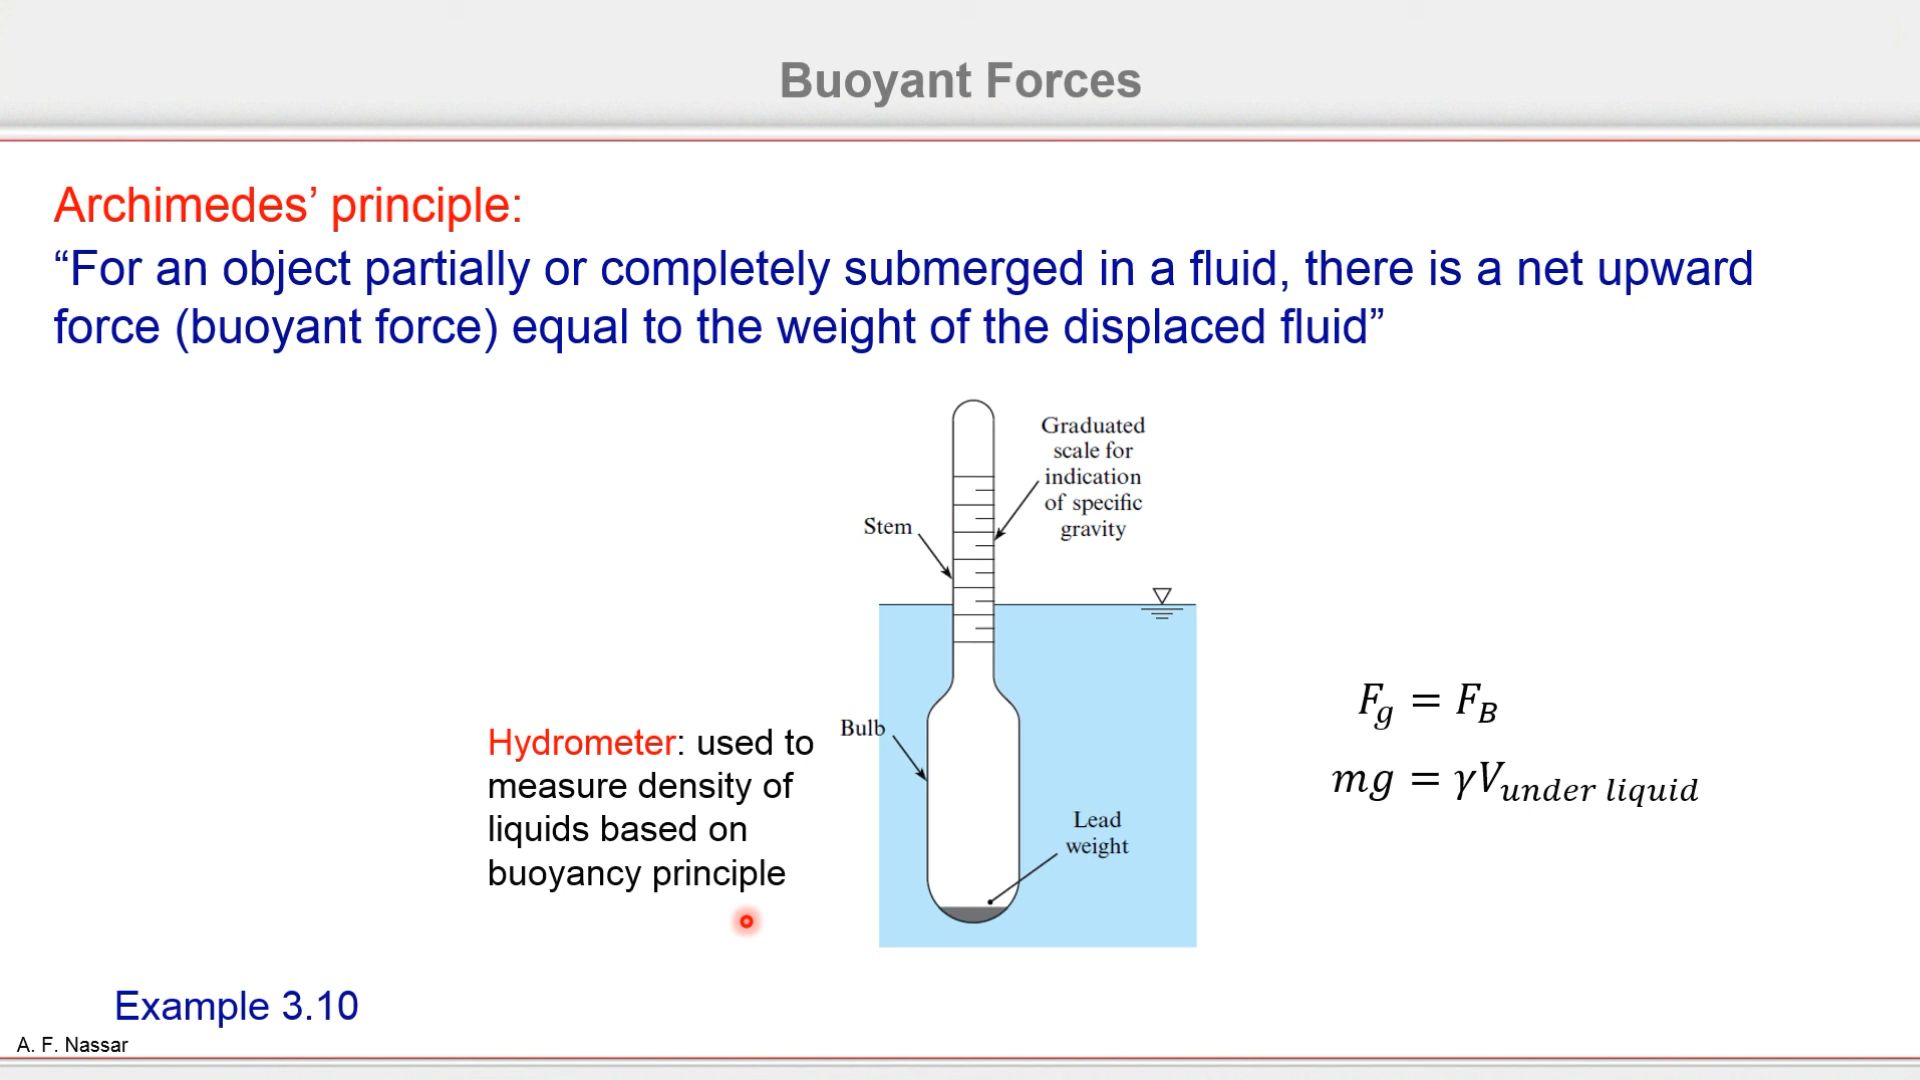 Buoyant Forces
Archimedes’ principle:
“For an object partially or completely submerged in a fluid, there is a net upward
force (buoyant force) equal to the weight of the displaced fluid”
Graduated
scale for
indication
of specific
gravity
Stem
Bulb
Lead
weight
Hydrometer: used to
measure density of
liquids based on
buoyancy principle
F_g = F_B
mg = γV_{under liquid}
Example 3.10
A. F. Nassar